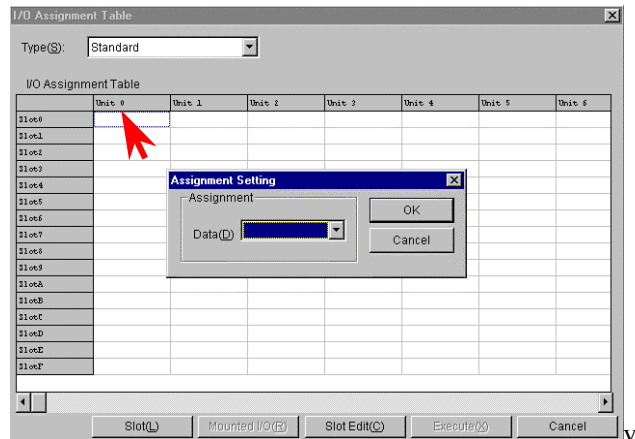 I/O Assignment Table
Type(S): Standard
I/O Assignment Table
Unit 0 Unit 1 Unit 2 Unit 3 Unit 4 Unit 5 Unit 6
Slot0
Slot1
Slot2
Slot3
Slot4
Slot5
Slot6
Slot7
Slot8
Slot9
SlotA
SlotB
SlotC
SlotD
SlotE
SlotF
Assignment Setting
Assignment
Data(D)
OK
Cancel
Slot(L) Mounted I/O(R) Slot Edit(C) Execute(X) Cancel
v